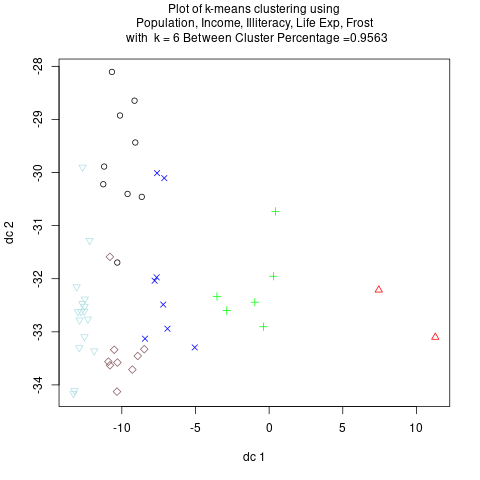 Plot of k-means clustering using
Population, Income, Illiteracy, Life Exp, Frost
with k = 6 Between Cluster Percentage =0.9563
-28
-29
-30
-31
-32
-33
-34
dc 2
-10
-5
0
5
10
dc 1